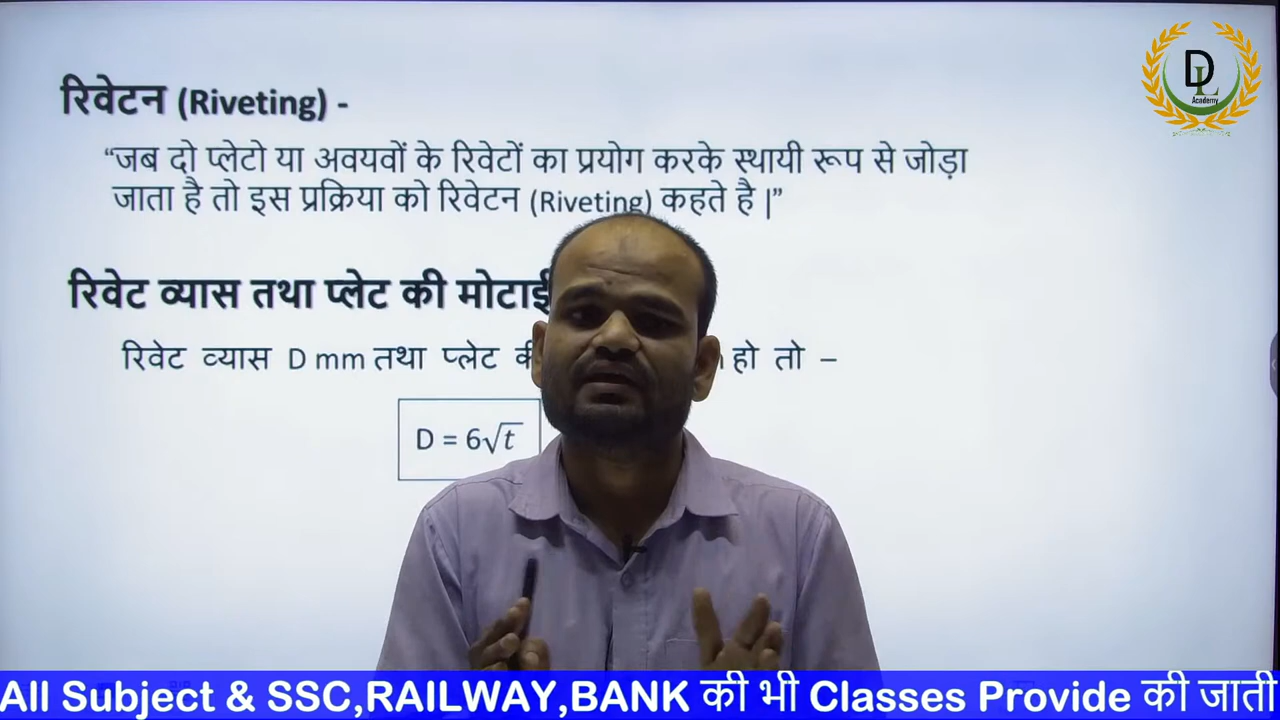 DL
Academy
रिवेटन (Riveting) -
“जब दो प्लेटो या अवयवों के रिवेटों का प्रयोग करके स्थायी रूप से जोड़ा
जाता है तो इस प्रक्रिया को रिवेटन (Riveting) कहते है |”
रिवेट व्यास तथा प्लेट की मोटाई
रिवेट व्यास D mm तथा प्लेट हो तो –
D = 6√t
All Subject & SSC,RAILWAY,BANK की भी Classes Provide की जाती